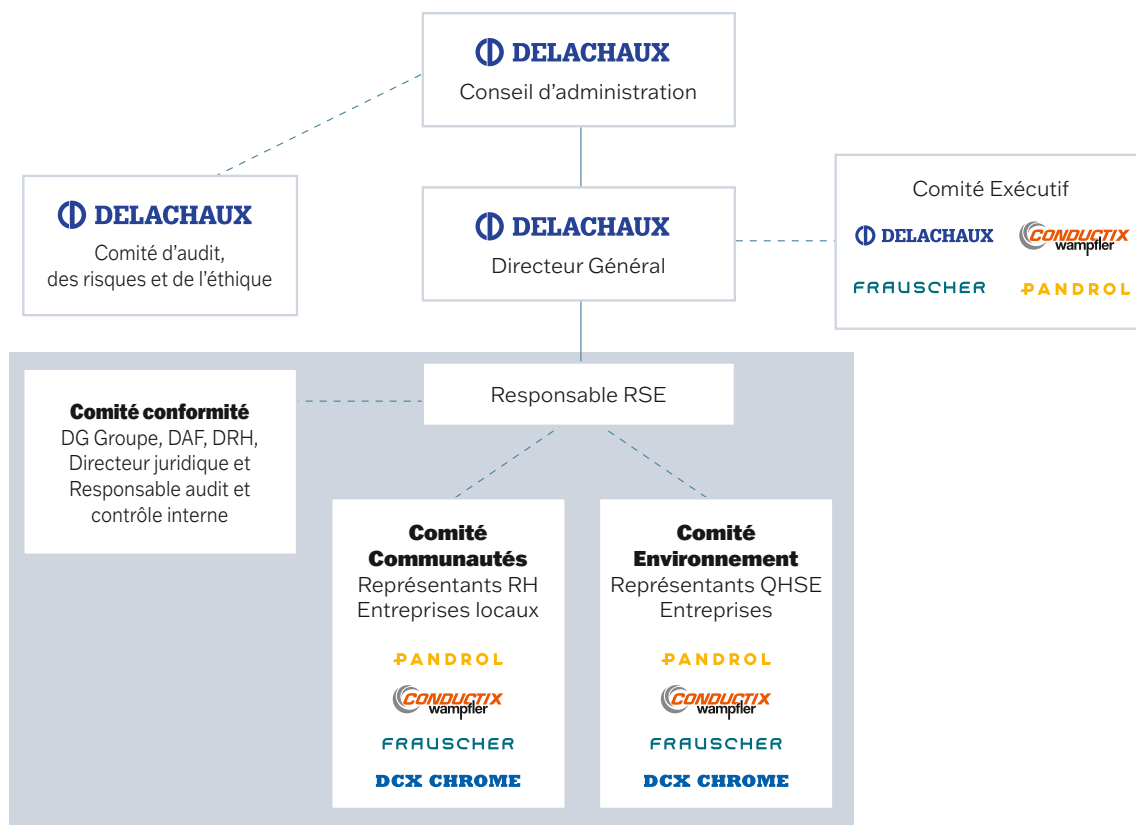 DELACHAUX
Conseil d'administration
DELACHAUX
Comité d'audit,
des risques et de l'éthique
DELACHAUX
Directeur Général
Comité Exécutif
DELACHAUX
CONDUCTIX
wampfler
FRAUSCHER
PANDROL
Responsable RSE
Comité conformité
DG Groupe, DAF, DRH,
Directeur juridique et
Responsable audit et
contrôle interne
Comité
Communautés
Représentants RH
Entreprises locaux
PANDROL
CONDUCTIX
wampfler
FRAUSCHER
DCX CHROME
Comité
Environnement
Représentants QHSE
Entreprises
PANDROL
CONDUCTIX
wampfler
FRAUSCHER
DCX CHROME